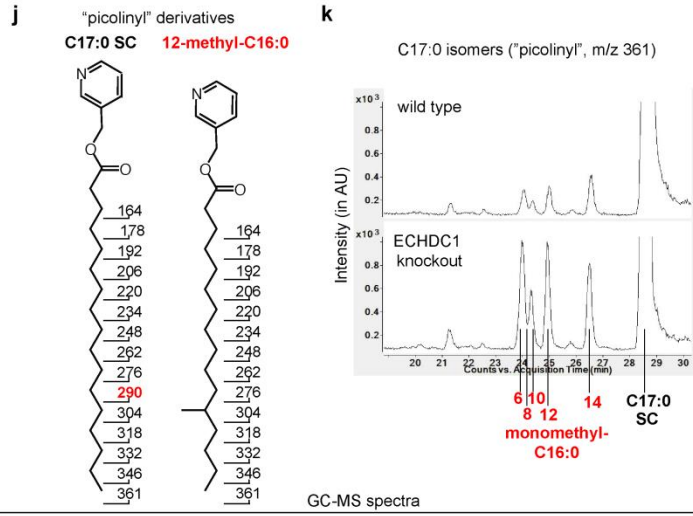 j
"picolinyl" derivatives
C17:0 SC 12-methyl-C16:0
N
O
O
164
178
192
206
220
234
248
262
276
290
304
318
332
346
361
N
O
O
164
178
192
206
220
234
248
262
276
304
318
332
346
361
k
C17:0 isomers ("picolinyl", m/z 361)
Intensity (in AU)
x10³
wild type
0.8
0.6
0.4
0.2
x10³
ECHDC1
knockout
0.8
0.6
0.4
0.2
20 21 22 23 24 25 26 27 28 29 30
Counts vs. Acquisition Time (min)
6 8 10 12 14 C17:0
SC
monomethyl-
C16:0
GC-MS spectra